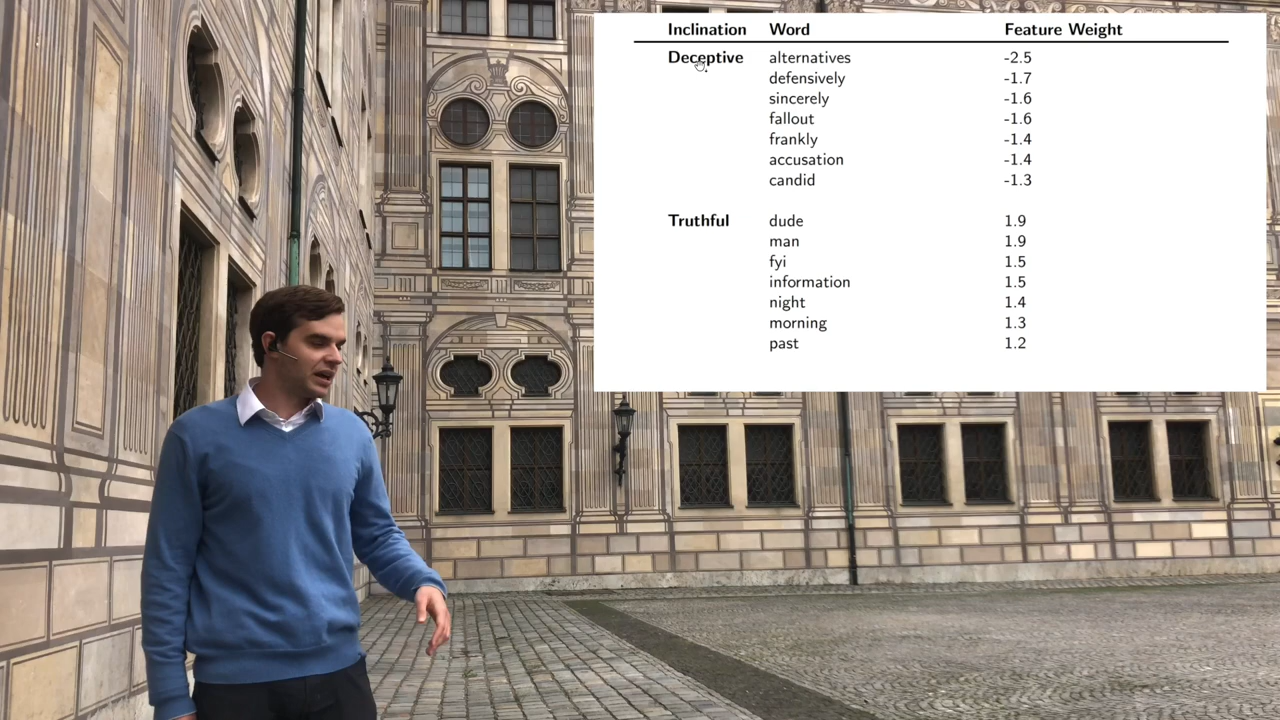 Inclination Word Feature Weight
Deceptive alternatives -2.5
defensively -1.7
sincerely -1.6
fallout -1.6
frankly -1.4
accusation -1.4
candid -1.3
Truthful dude 1.9
man 1.9
fyi 1.5
information 1.5
night 1.4
morning 1.3
past 1.2